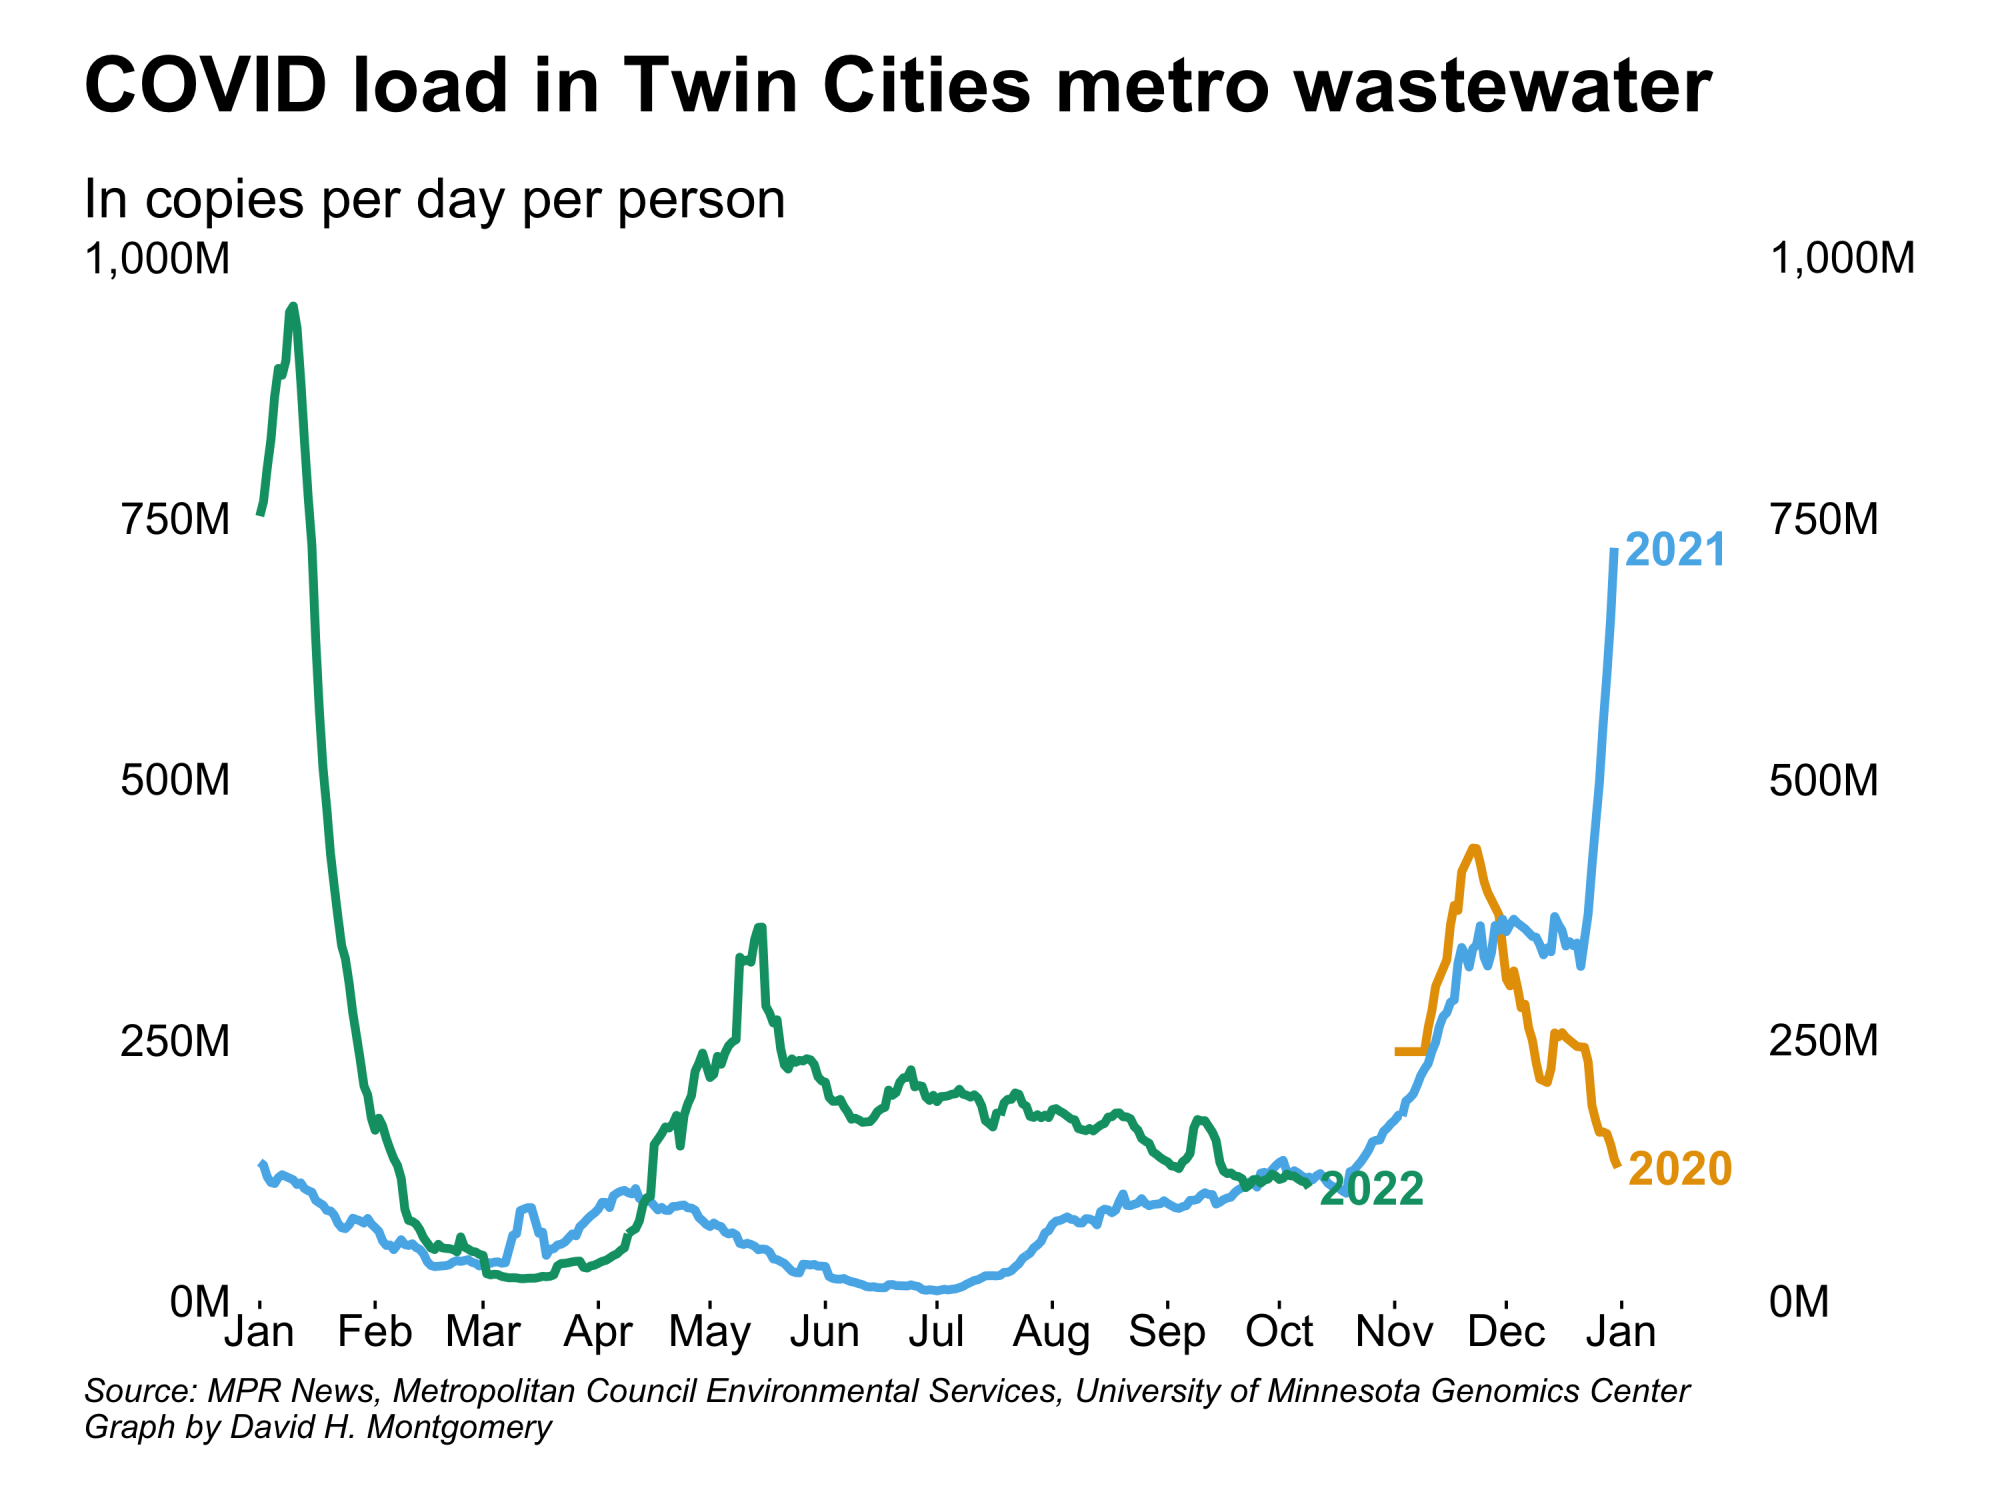 COVID load in Twin Cities metro wastewater
In copies per day per person
1,000M 1,000M
750M 750M
2021
500M 500M
250M 250M
2020
2022
0M 0M
Jan Feb Mar Apr May Jun Jul Aug Sep Oct Nov Dec Jan
Source: MPR News, Metropolitan Council Environmental Services, University of Minnesota Genomics Center
Graph by David H. Montgomery